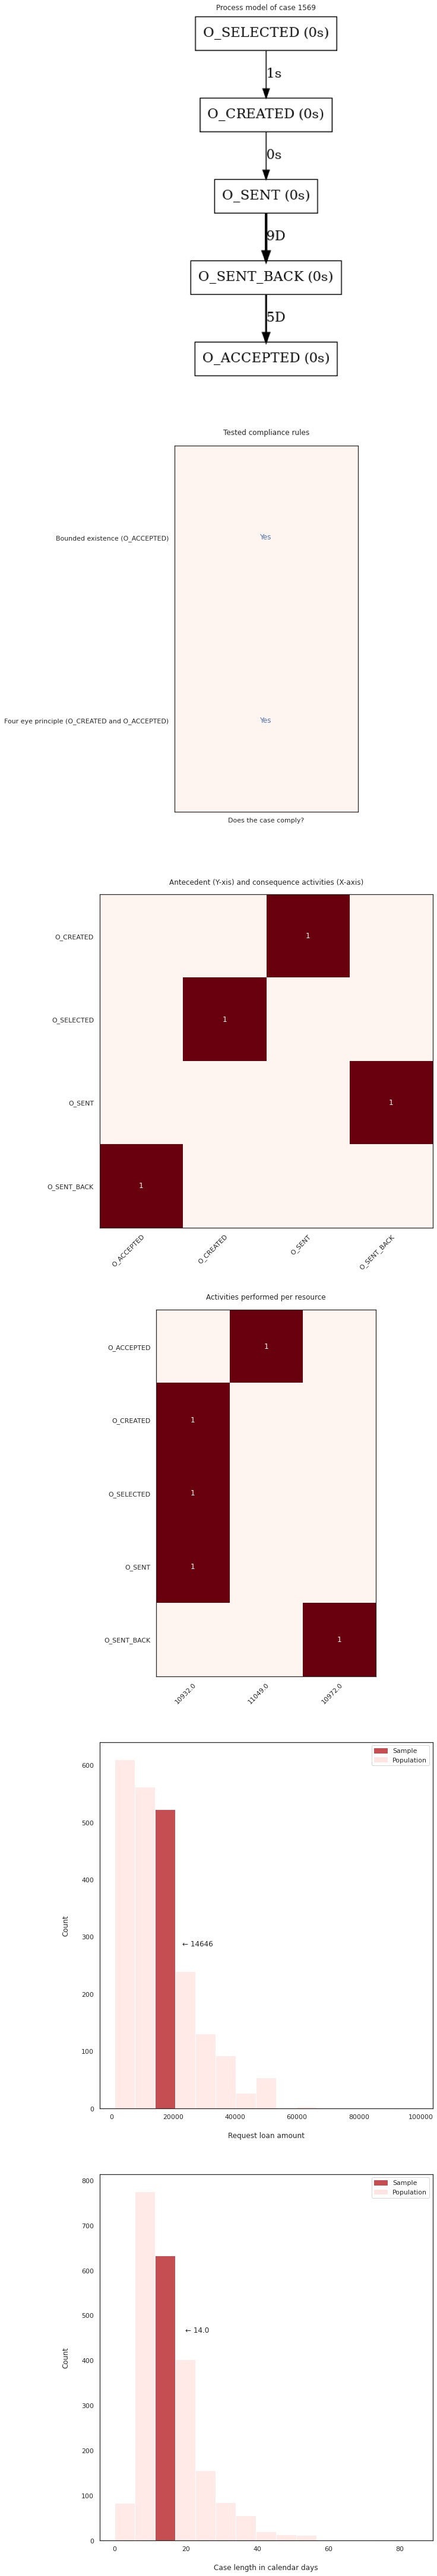 Process model of case 1569
O_SELECTED (0s)
1s
O_CREATED (0s)
0s
O_SENT (0s)
9D
O_SENT_BACK (0s)
5D
O_ACCEPTED (0s)
Tested compliance rules
Bounded existence (O_ACCEPTED)
Yes
Four eye principle (O_CREATED and O_ACCEPTED)
Yes
Does the case comply?
Antecedent (Y-xis) and consequence activities (X-axis)
O_CREATED
1
O_SELECTED
1
O_SENT
1
O_SENT_BACK
1
O_ACCEPTED
O_CREATED
O_SENT
O_SENT_BACK
Activities performed per resource
O_ACCEPTED
1
O_CREATED
1
O_SELECTED
1
O_SENT
1
O_SENT_BACK
1
10932.0
11049.0
10972.0
Sample
Population
600
500
400
300
200
100
0
Count
← 14646
0 20000 40000 60000 80000 100000
Request loan amount
Sample
Population
800
700
600
500
400
300
200
100
0
Count
← 14.0
0 20 40 60 80
Case length in calendar days